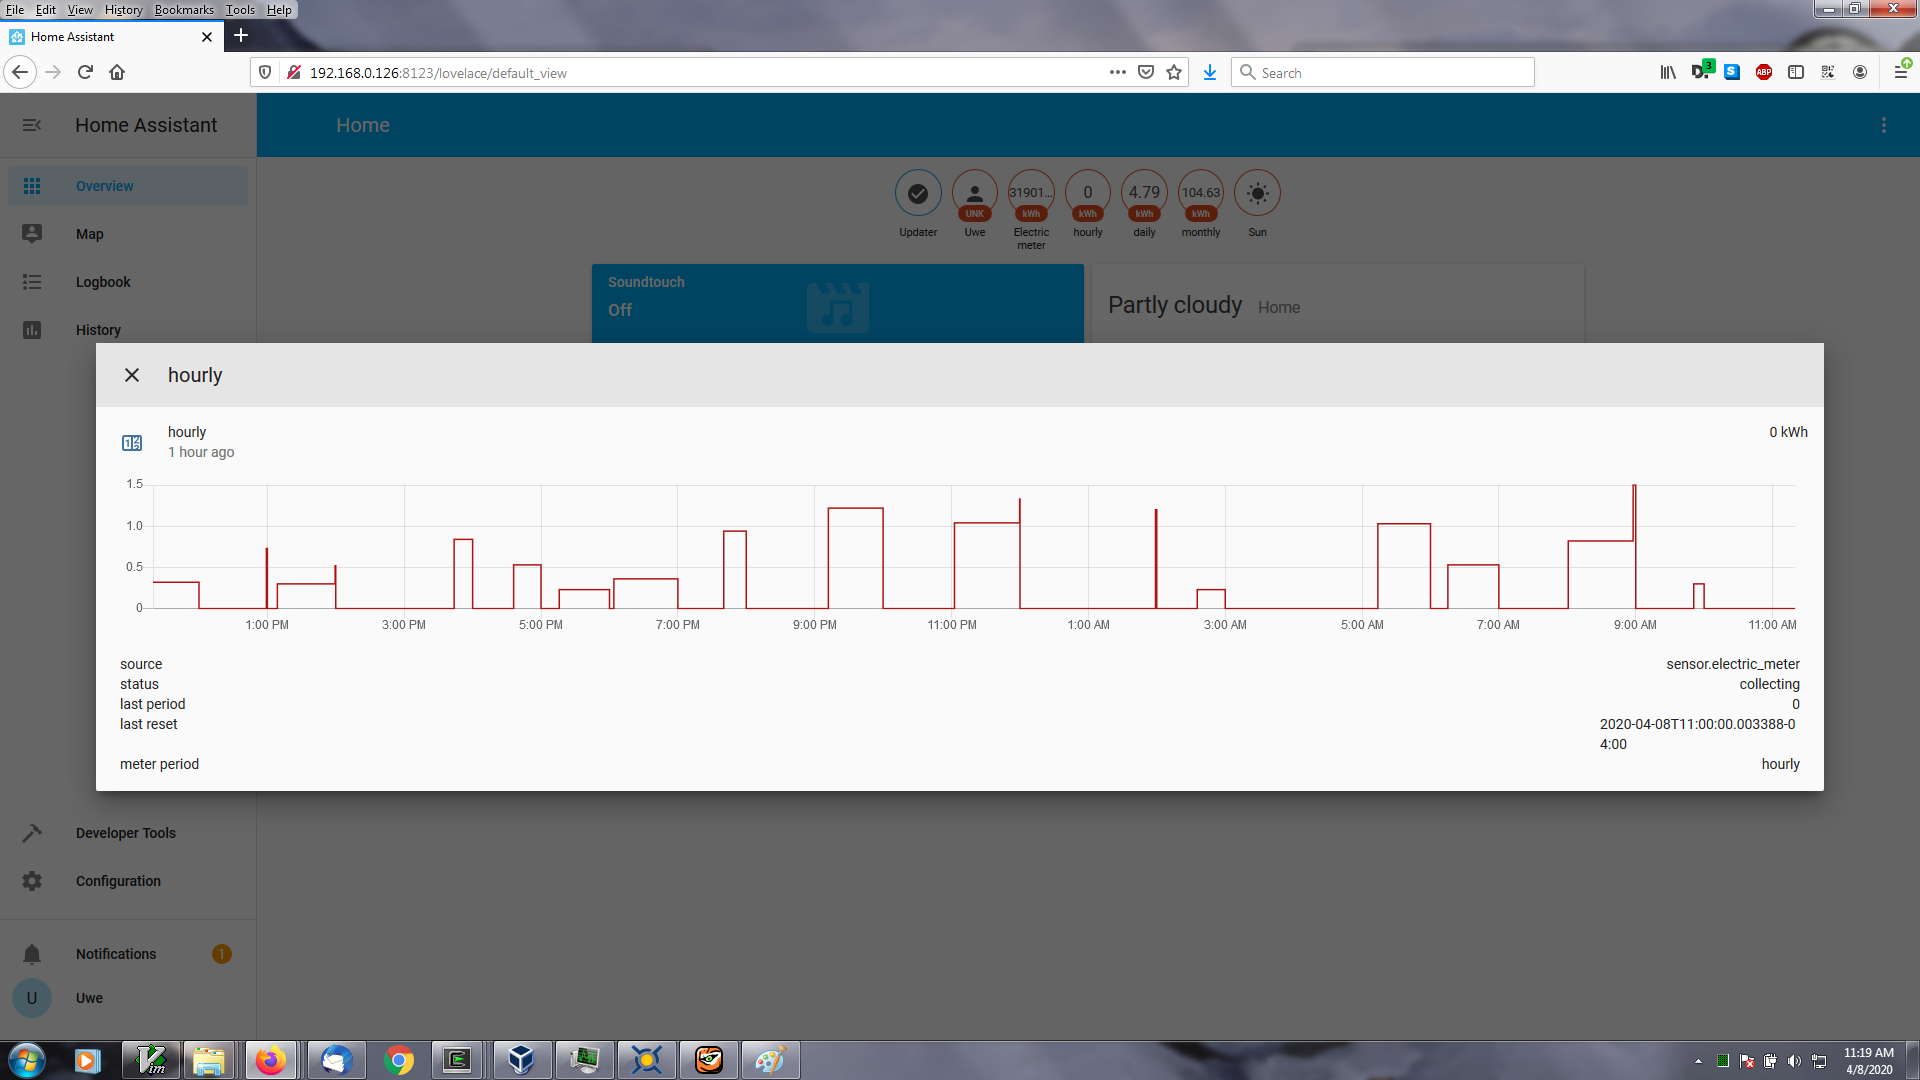 File Edit View History Bookmarks Tools Help
Home Assistant
192.168.0.126:8123/lovelace/default_view
Search
3
ABP
Home Assistant
Home
Overview
Map
Logbook
History
31901... 0 4.79 104.63
UNK kWh kWh kWh kWh
Updater Uwe Electric meter hourly daily monthly Sun
Soundtouch
Off
Partly cloudy Home
hourly
hourly
0 kWh
1 hour ago
1.5
1.0
0.5
0
1:00 PM 3:00 PM 5:00 PM 7:00 PM 9:00 PM 11:00 PM 1:00 AM 3:00 AM 5:00 AM 7:00 AM 9:00 AM 11:00 AM
source sensor.electric_meter
status collecting
last period 0
last reset 2020-04-08T11:00:00.003388-0
4:00
meter period hourly
Developer Tools
Configuration
Notifications 1
U Uwe
11:19 AM
4/8/2020